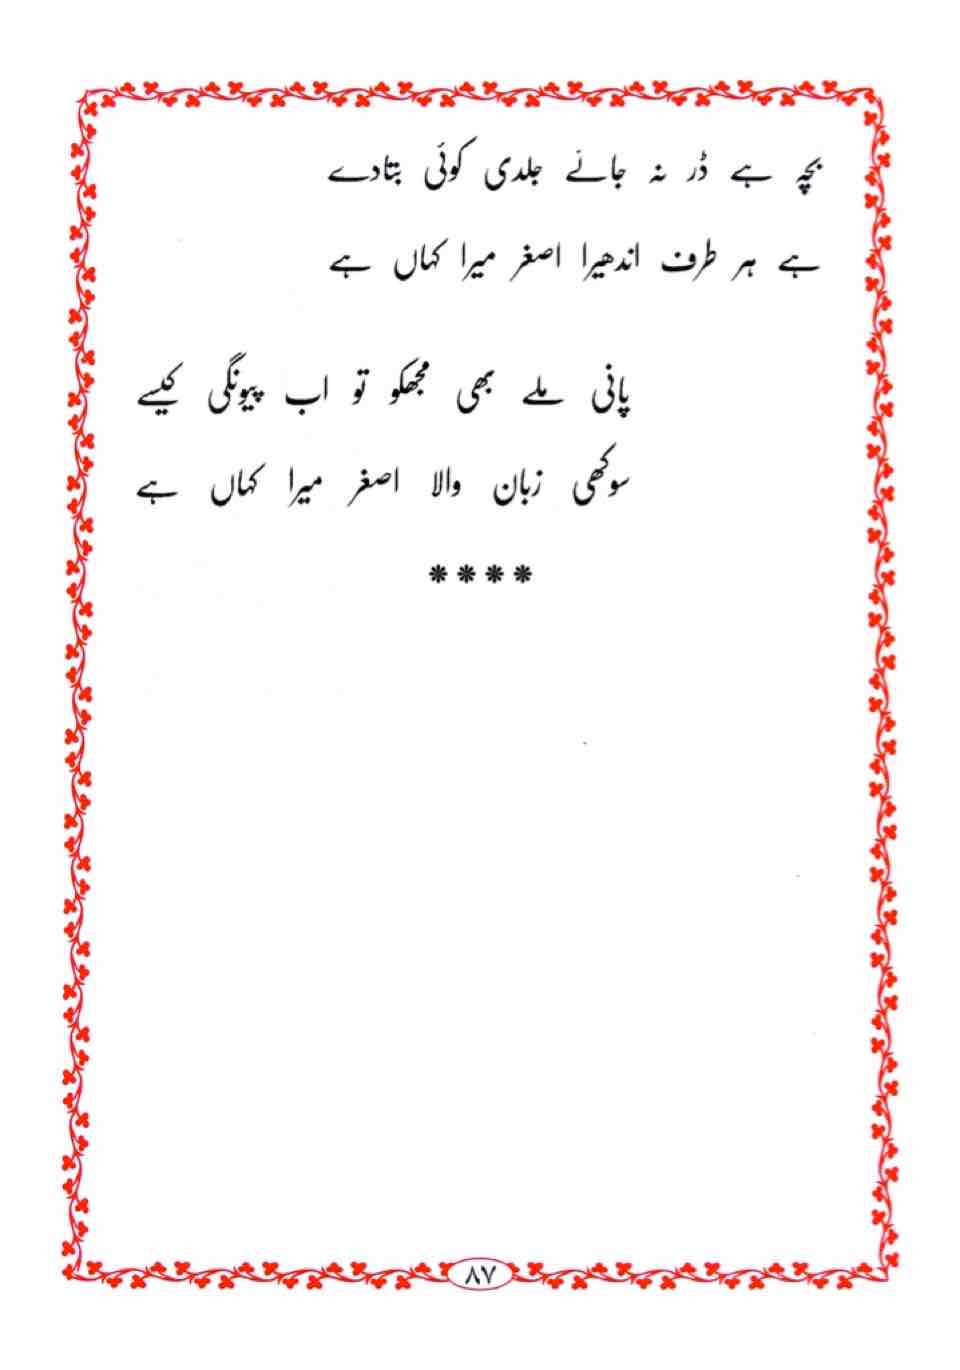 بچہ ہے ڈر نہ جائے جلدی کوئی بتادے
ہے ہر طرف اندھیرا اصغر میرا کہاں ہے
پانی ملے بھی مجھکو تو اب پیونگی کیسے
سوکھی زبان والا اصغر میرا کہاں ہے
****
۸۷